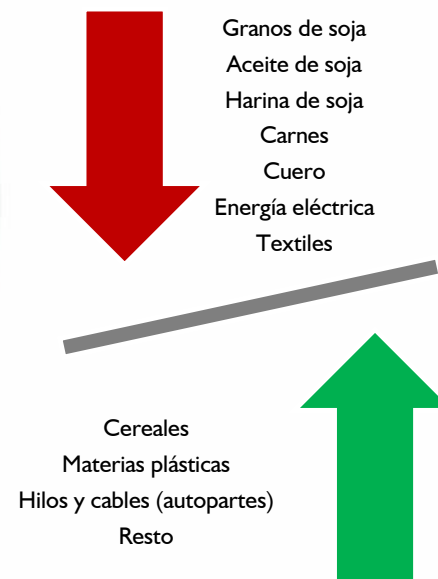 Granos de soja
Aceite de soja
Harina de soja
Carnes
Cuero
Energía eléctrica
Textiles
Cereales
Materias plásticas
Hilos y cables (autopartes)
Resto